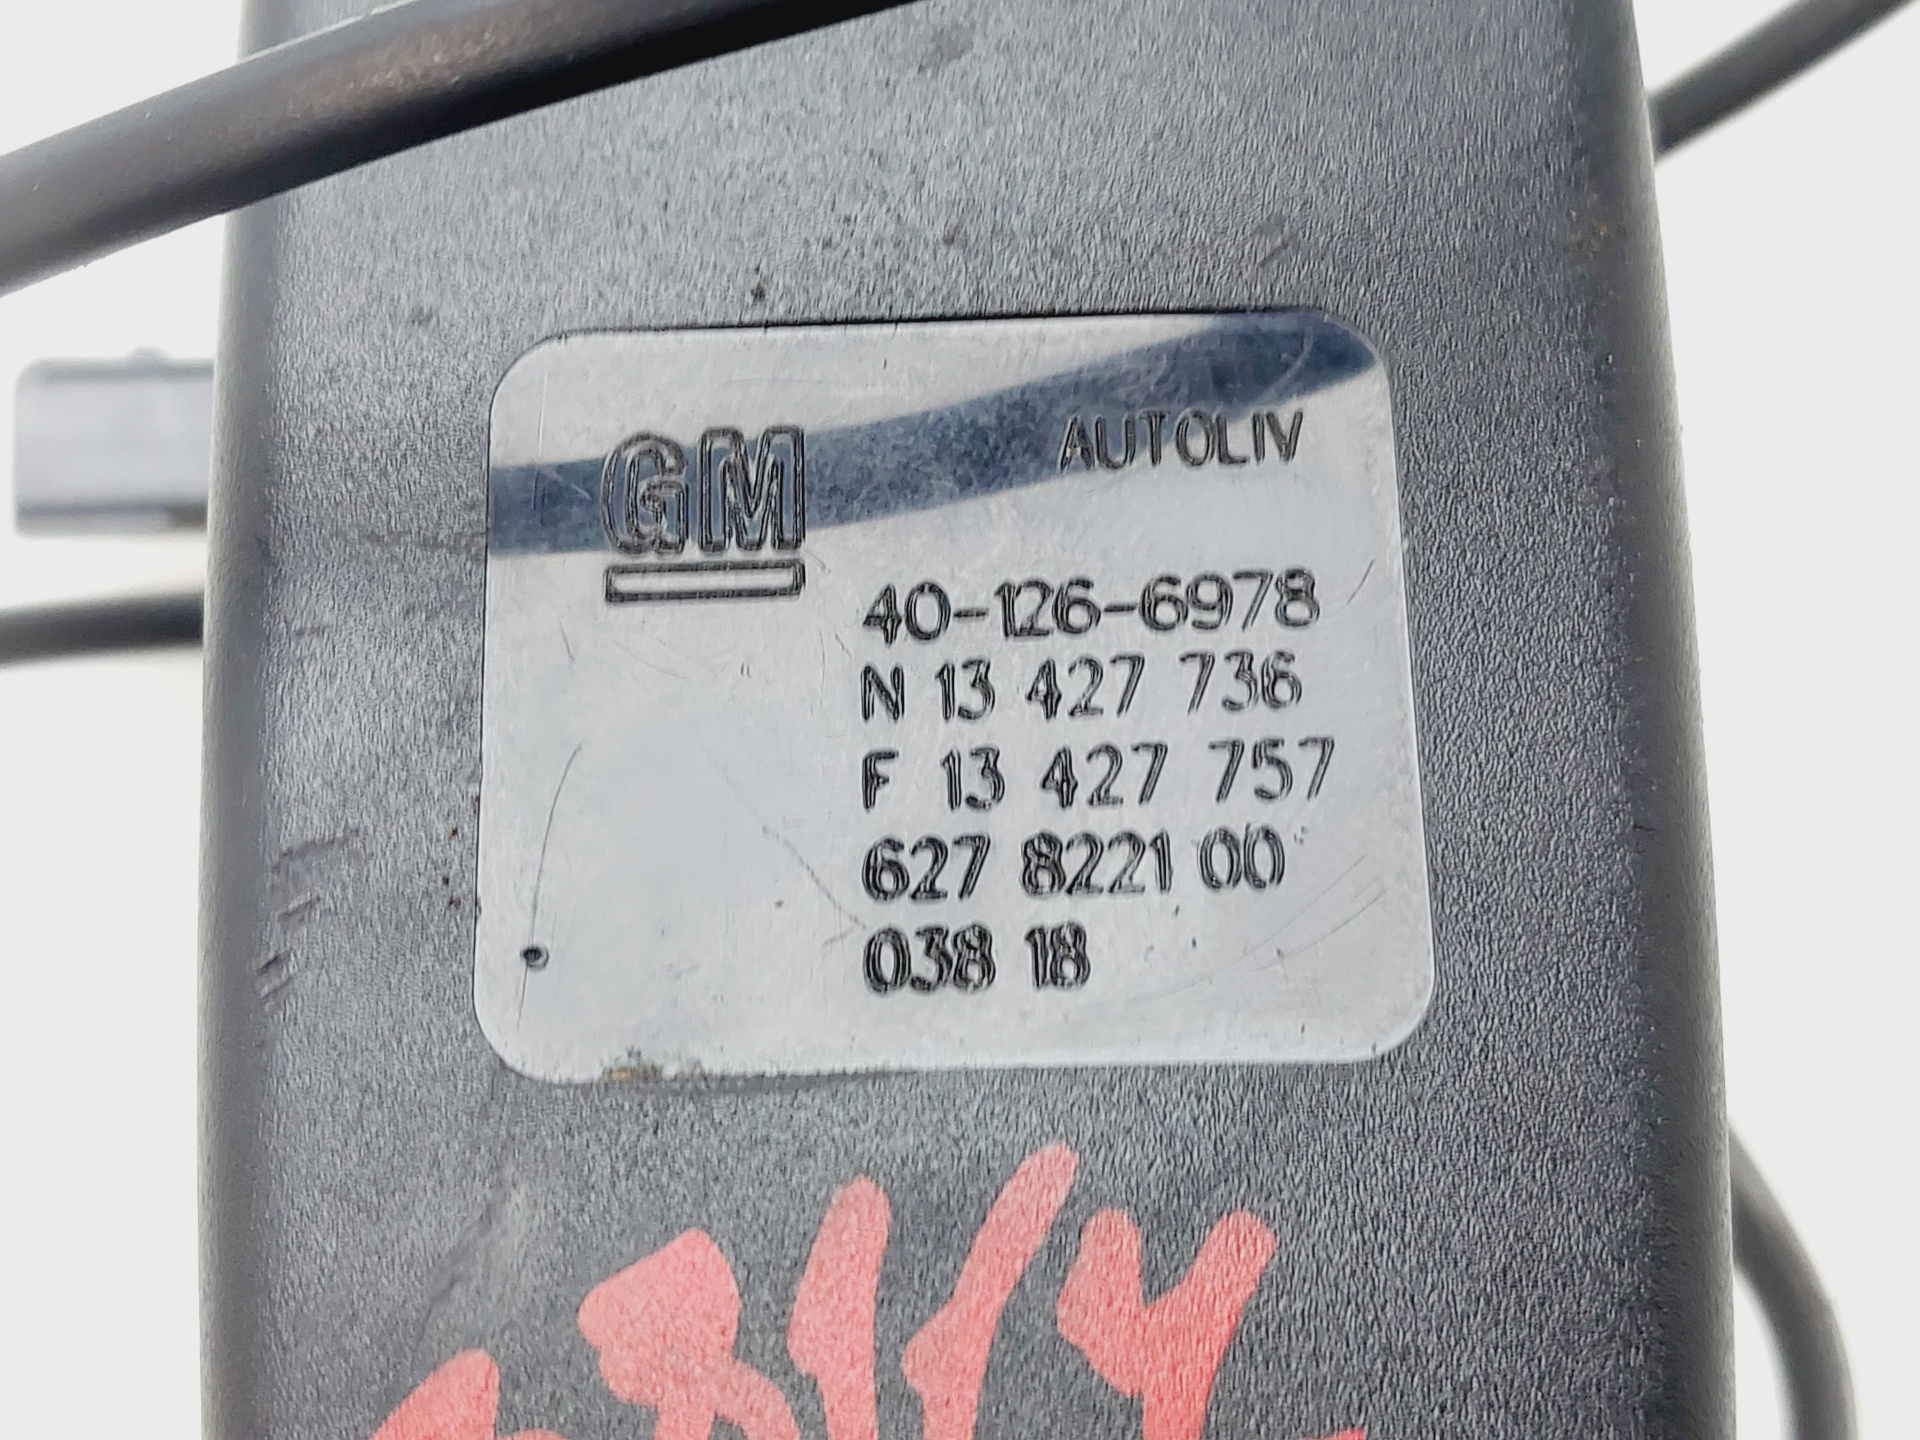 GM AUTOLIV
40-126-6978
N 13 427 736
F 13 427 757
627 8221 00
038 18